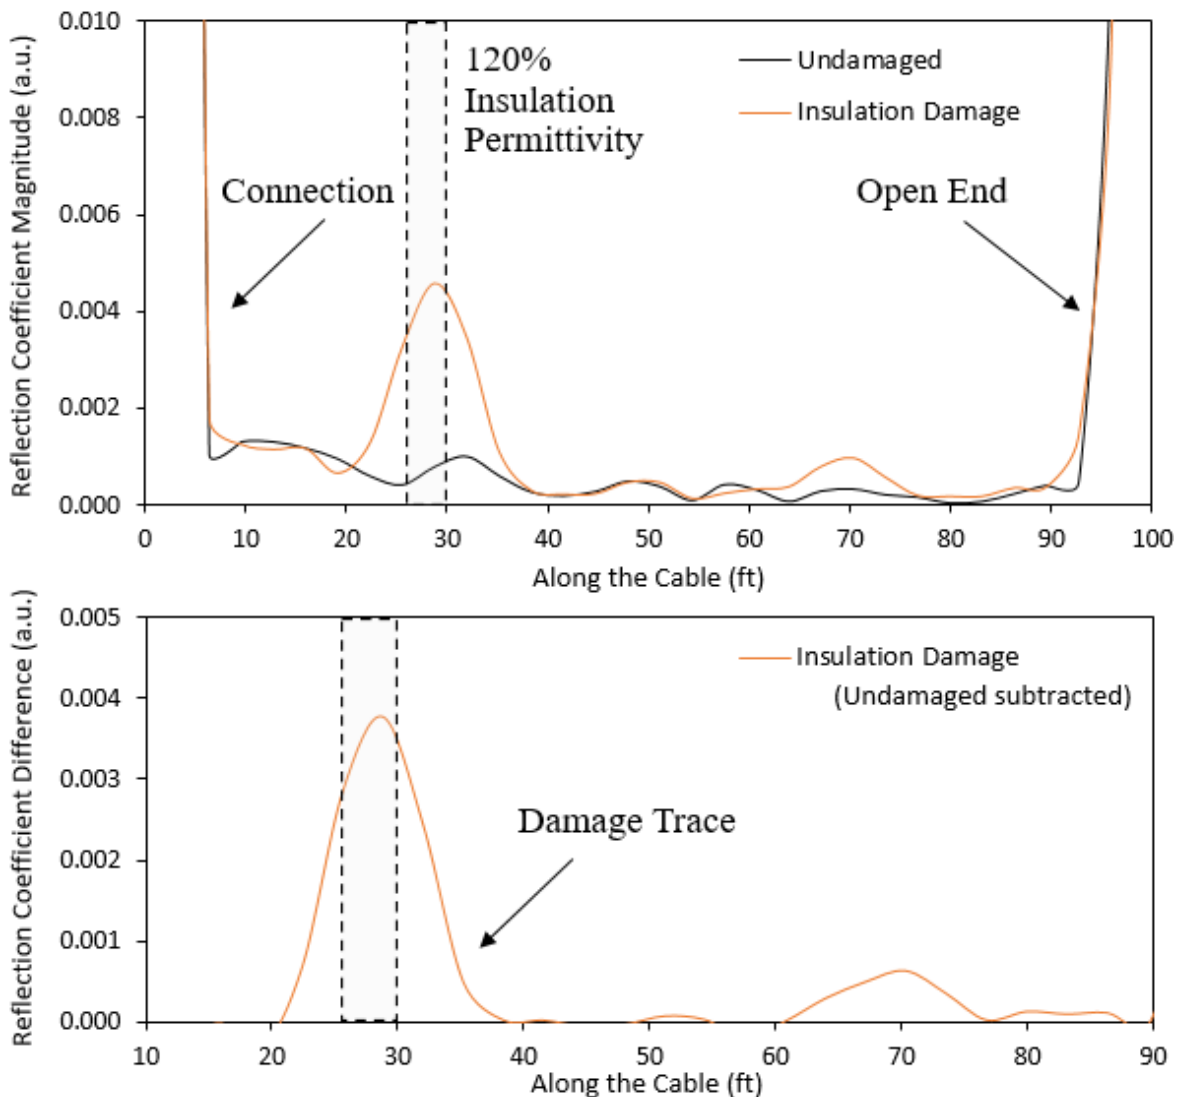 Reflection Coefficient Magnitude (a.u.)
0.010
0.008
0.006
0.004
0.002
0.000
120%
Insulation
Permittivity
Undamaged
Insulation Damage
Connection
Open End
0 10 20 30 40 50 60 70 80 90 100
Along the Cable (ft)
Reflection Coefficient Difference (a.u.)
0.005
0.004
0.003
0.002
0.001
0.000
Insulation Damage
(Undamaged subtracted)
Damage Trace
10 20 30 40 50 60 70 80 90
Along the Cable (ft)